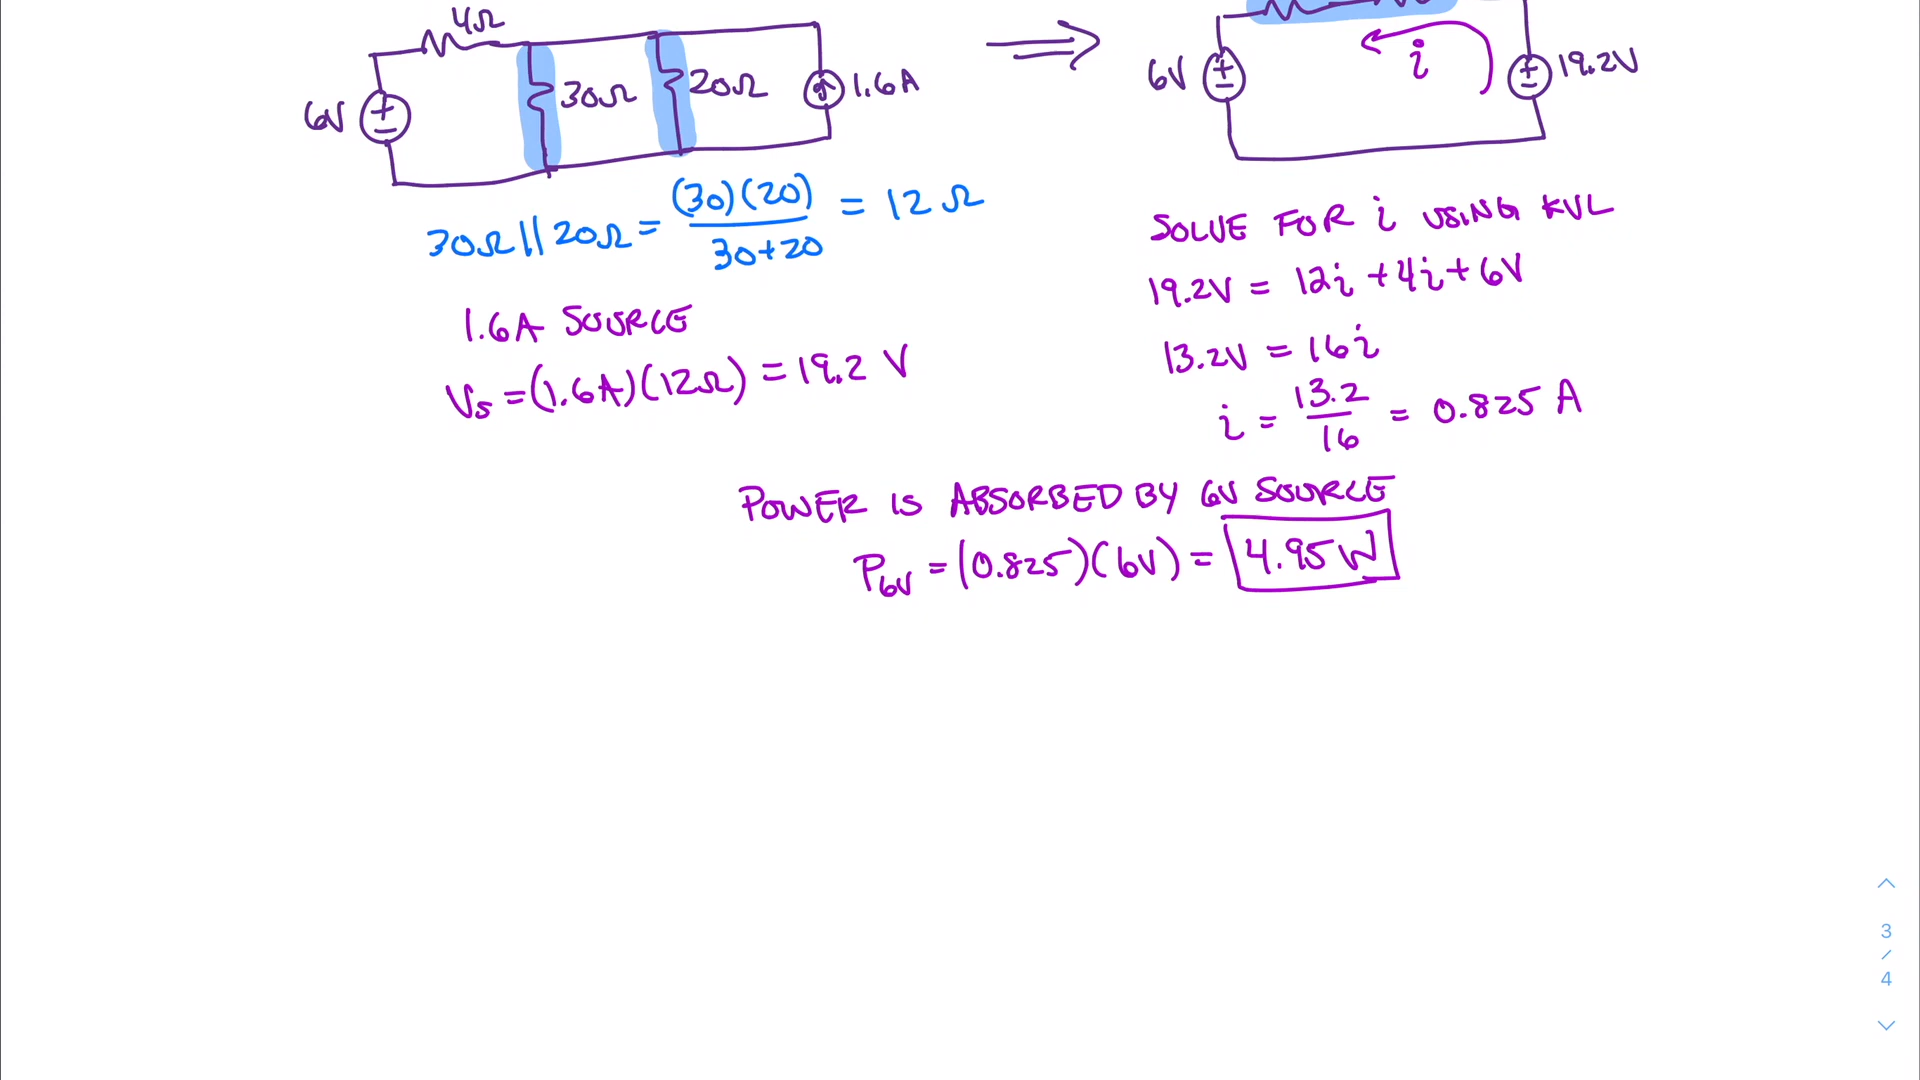 4Ω
6V
30Ω
20Ω
1.6A
6V
i
19.2V
30Ω||20Ω = (30)(20) / 30+20 = 12 Ω
1.6A SOURCE
Vs = (1.6A)(12Ω) = 19.2 V
SOLVE FOR i USING KVL
19.2V = 12i + 4i + 6V
13.2V = 16i
i = 13.2 / 16 = 0.825 A
POWER IS ABSORBED BY 6V SOURCE
P6V = (0.825)(6V) = 4.95 W
3
/
4